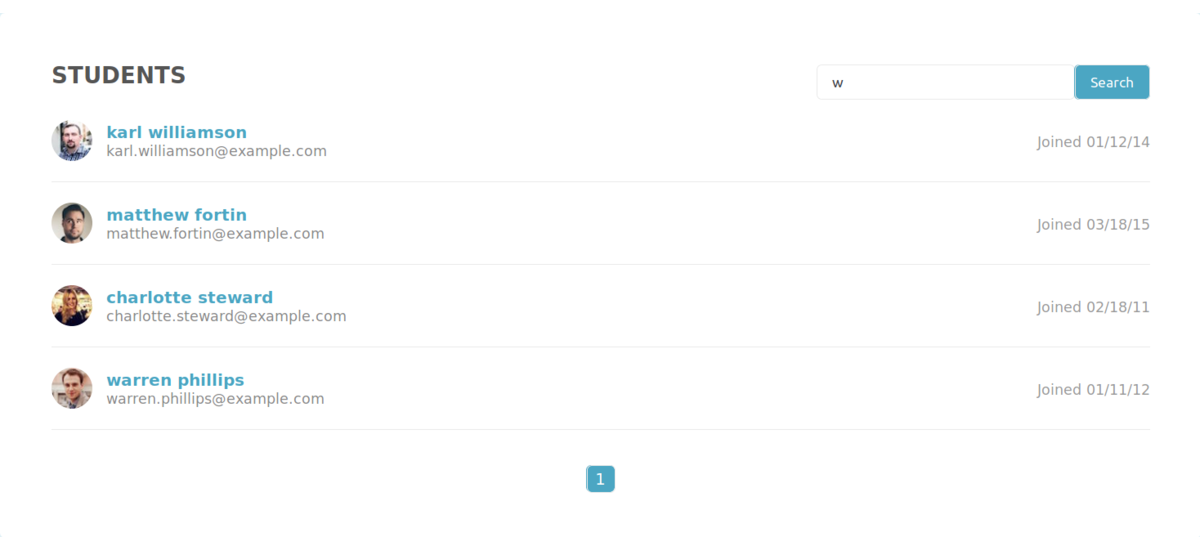 STUDENTS
w
Search
karl williamson
karl.williamson@example.com
Joined 01/12/14
matthew fortin
matthew.fortin@example.com
Joined 03/18/15
charlotte steward
charlotte.steward@example.com
Joined 02/18/11
warren phillips
warren.phillips@example.com
Joined 01/11/12
1